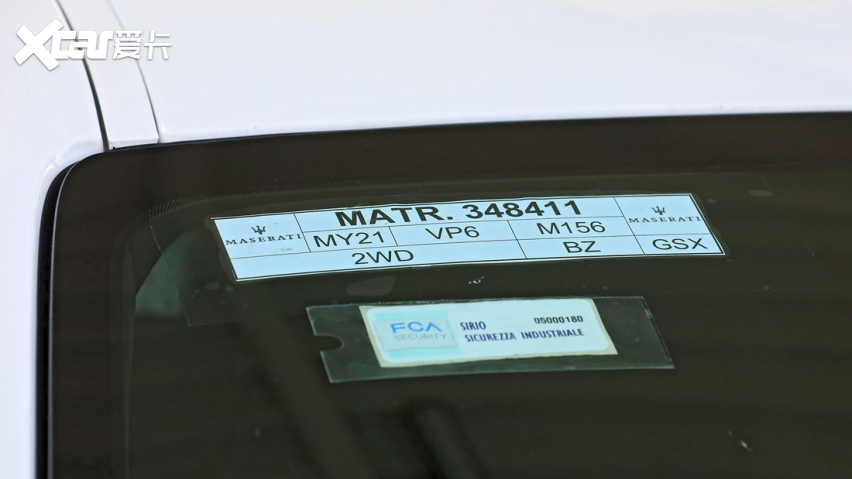 Xcar爱卡
MATR. 348411
MASERATI MY21 VP6 M156 MASERATI
2WD BZ GSX
FCA SIRIO 05000180
SECURITY SICUREZZA INDUSTRIALE